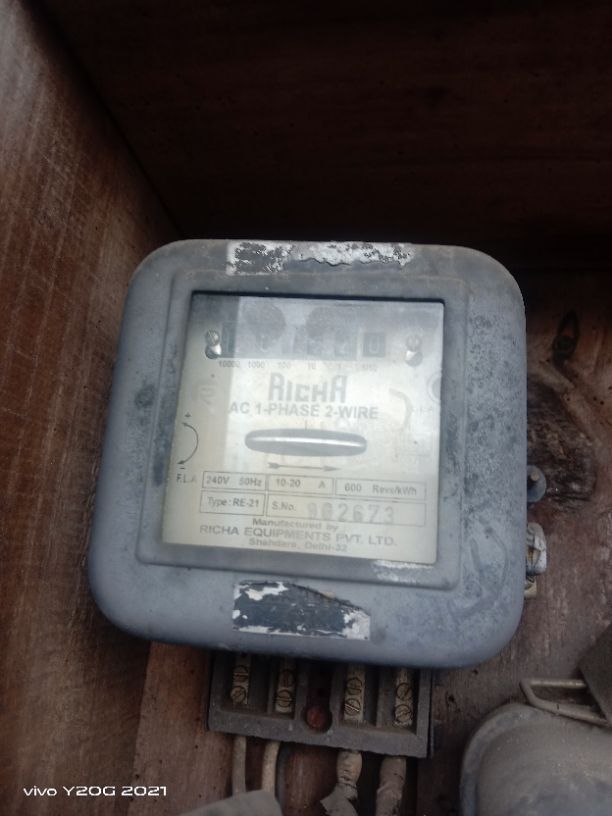 10000 1000 100 10 1 1/10
RICHA
AC 1-PHASE 2-WIRE
F.L.A
240V 50Hz 10-20 A 600 Revs/kWh
Type: RE-21 S.No. 902673
Manufactured by
RICHA EQUIPMENTS PVT. LTD.
Shahdara, Delhi-32
vivo Y20G 2021